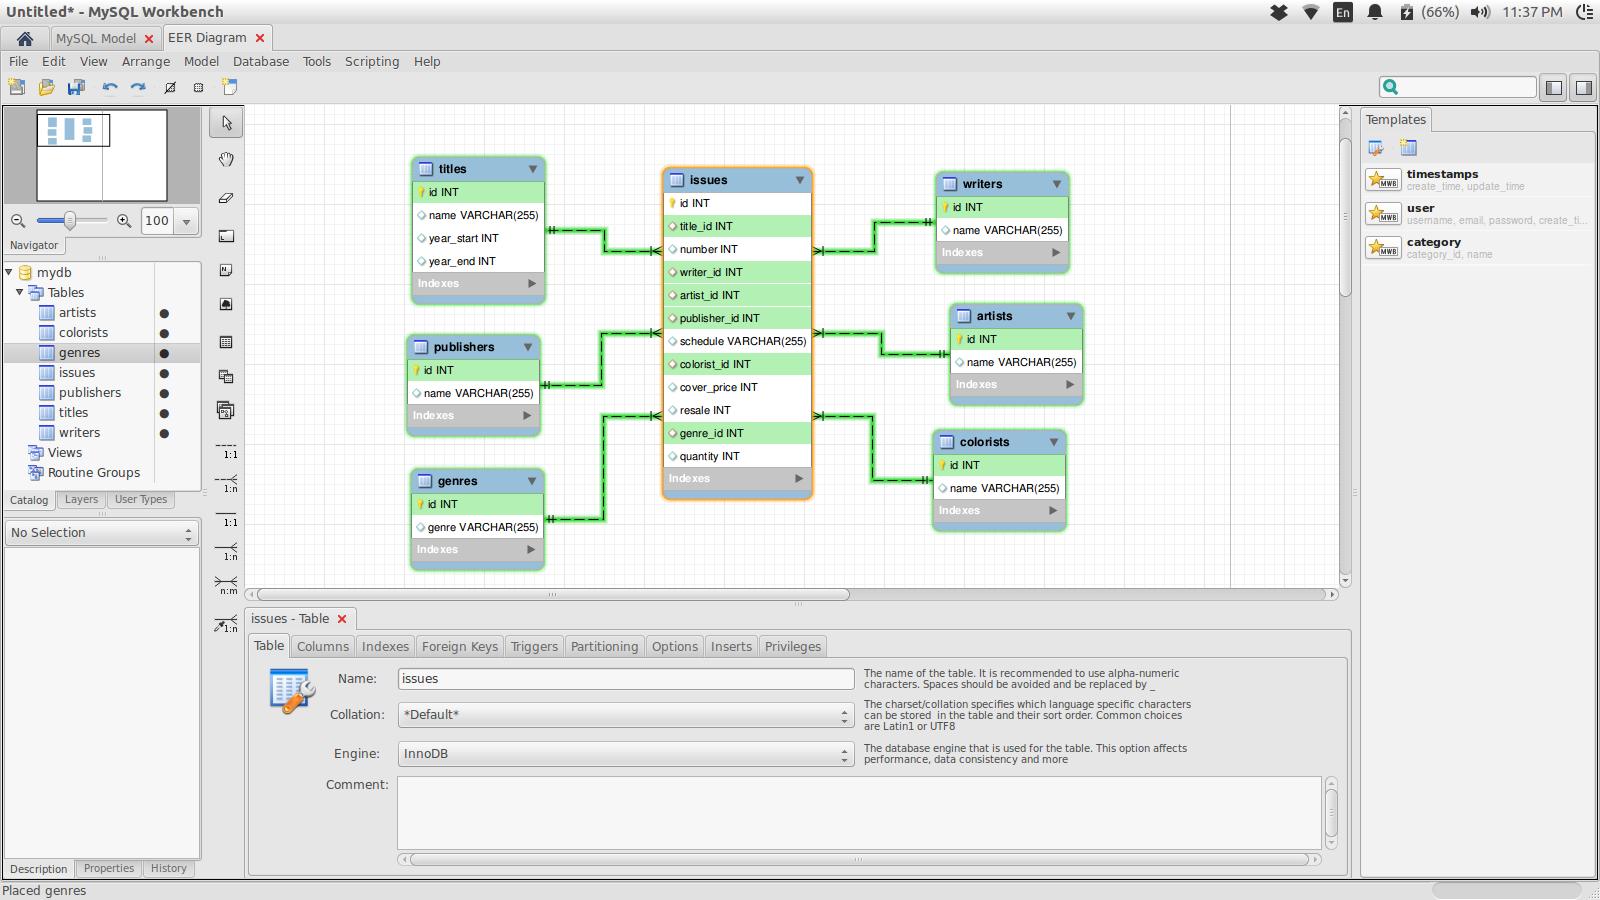 Untitled* - MySQL Workbench
En
(66%)
11:37 PM
MySQL Model
EER Diagram
File Edit View Arrange Model Database Tools Scripting Help
100
Navigator
mydb
Tables
artists
colorists
genres
issues
publishers
titles
writers
Views
Routine Groups
Catalog Layers User Types
No Selection
Description Properties History
1:1
1:n
1:1
1:n
n:m
1:n
titles
id INT
name VARCHAR(255)
year_start INT
year_end INT
Indexes
publishers
id INT
name VARCHAR(255)
Indexes
genres
id INT
genre VARCHAR(255)
Indexes
issues
id INT
title_id INT
number INT
writer_id INT
artist_id INT
publisher_id INT
schedule VARCHAR(255)
colorist_id INT
cover_price INT
resale INT
genre_id INT
quantity INT
Indexes
writers
id INT
name VARCHAR(255)
Indexes
artists
id INT
name VARCHAR(255)
Indexes
colorists
id INT
name VARCHAR(255)
Indexes
Templates
MWB
timestamps
create_time, update_time
MWB
user
username, email, password, create_ti...
MWB
category
category_id, name
issues - Table
Table Columns Indexes Foreign Keys Triggers Partitioning Options Inserts Privileges
Name: issues
The name of the table. It is recommended to use alpha-numeric
characters. Spaces should be avoided and be replaced by _
Collation: *Default*
The charset/collation specifies which language specific characters
can be stored  in the table and their sort order. Common choices
are Latin1 or UTF8
Engine: InnoDB
The database engine that is used for the table. This option affects
performance, data consistency and more
Comment:
Placed genres